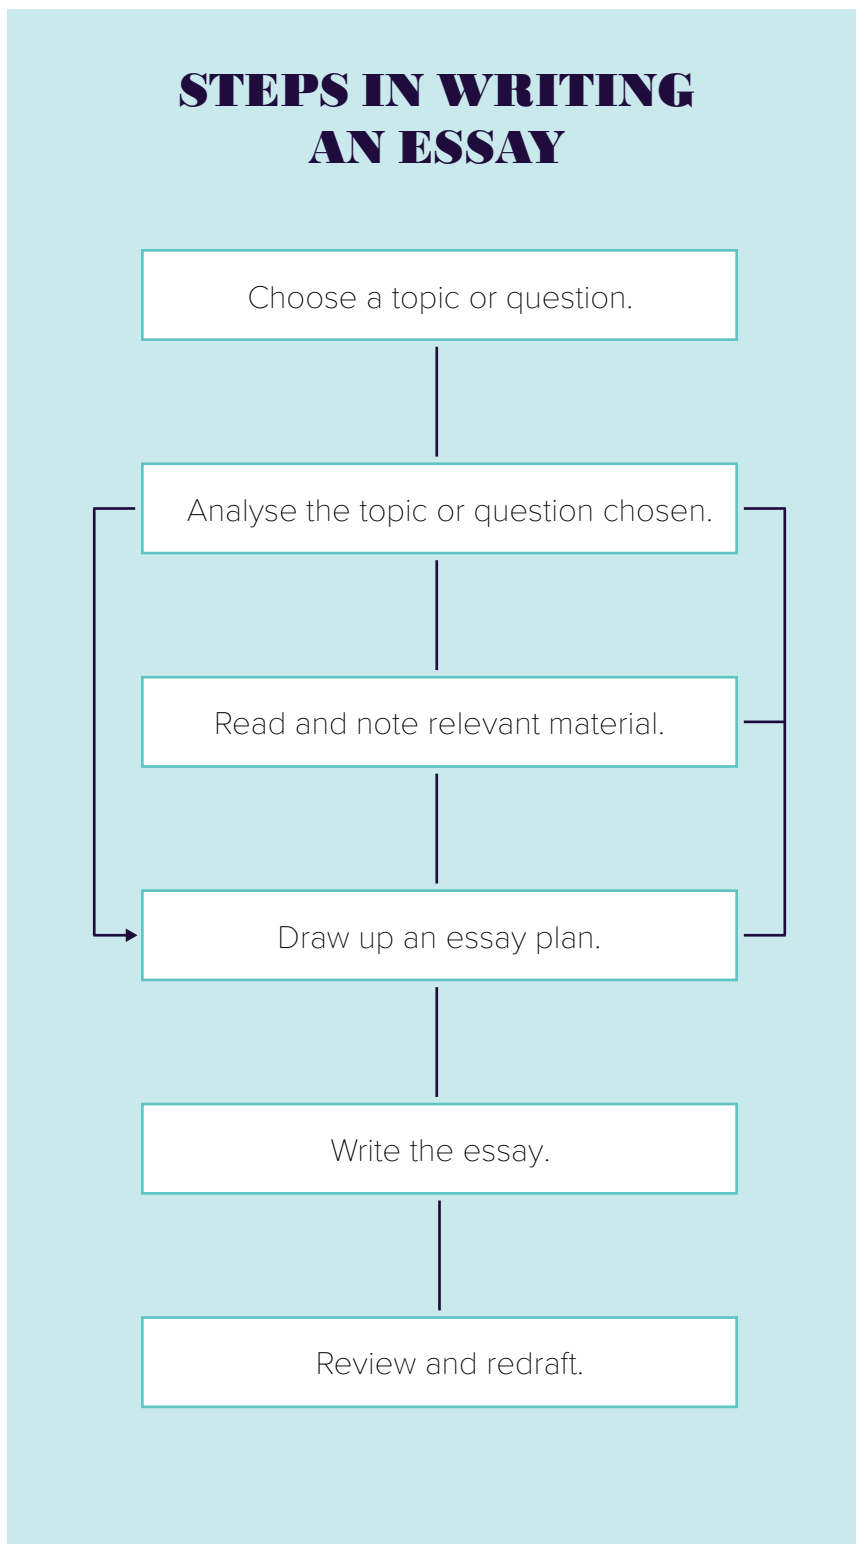 STEPS IN WRITING
AN ESSAY
Choose a topic or question.
Analyse the topic or question chosen.
Read and note relevant material.
Draw up an essay plan.
Write the essay.
Review and redraft.